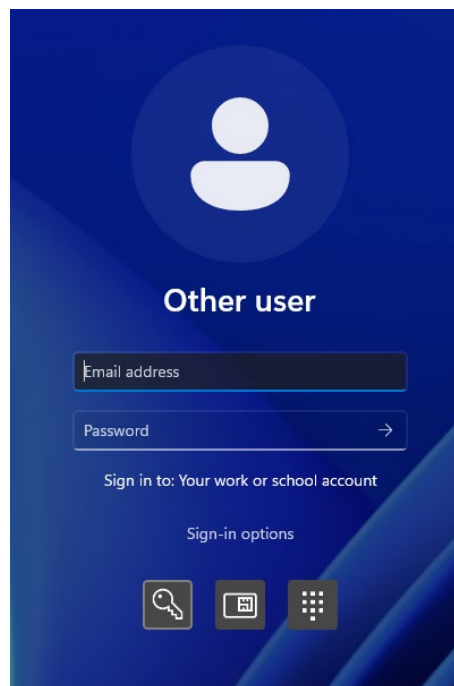 Other user
Email address
Password
Sign in to: Your work or school account
Sign-in options